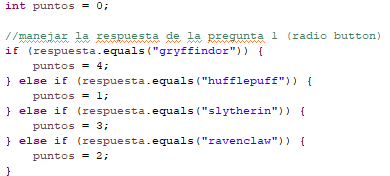 int puntos = 0;
//manejar la respuesta de la pregunta 1 (radio button)
if (respuesta.equals("gryffindor")) {
puntos = 4;
} else if (respuesta.equals("hufflepuff")) {
puntos = 1;
} else if (respuesta.equals("slytherin")) {
puntos = 3;
} else if (respuesta.equals("ravenclaw")) {
puntos = 2;
}